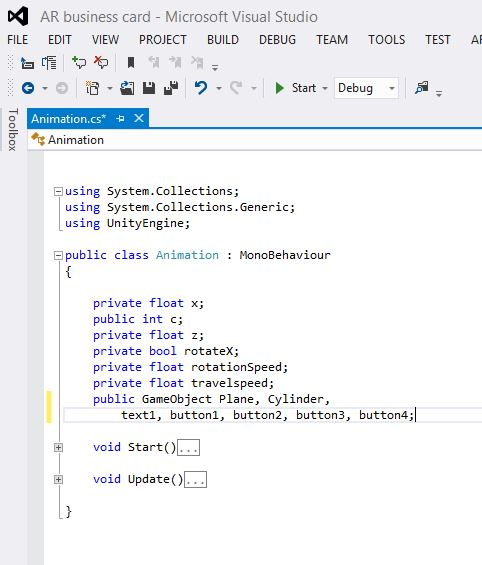 AR business card - Microsoft Visual Studio
FILE EDIT VIEW PROJECT BUILD DEBUG TEAM TOOLS TEST AR
Start Debug
Toolbox
Animation.cs*
Animation
using System.Collections;
using System.Collections.Generic;
using UnityEngine;
public class Animation : MonoBehaviour
{
private float x;
public int c;
private float z;
private bool rotateX;
private float rotationSpeed;
private float travelspeed;
public GameObject Plane, Cylinder,
text1, button1, button2, button3, button4;
void Start()...
void Update()...
}